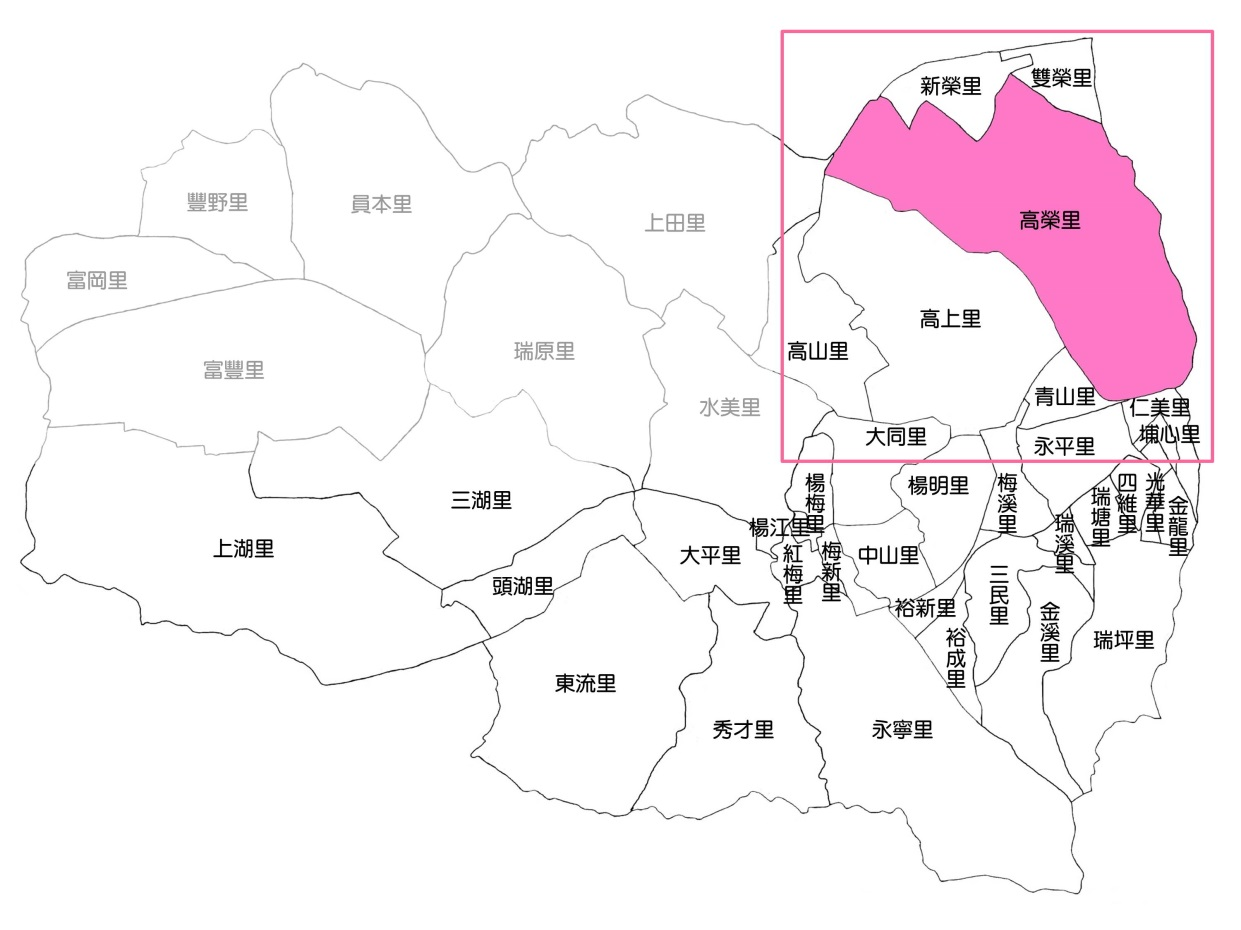 雙榮里
新榮里
豐野里
員本里
上田里
高榮里
富岡里
高上里
瑞原里
高山里
富豐里
水美里
青山里
仁美里
大同里
埔心里
永平里
三湖里
楊梅里
楊明里
梅溪里
四維里
光華里
瑞塘里
金龍里
上湖里
楊江里
瑞溪里
大平里
紅梅里
梅新里
中山里
頭湖里
三民里
裕新里
金溪里
瑞坪里
裕成里
東流里
秀才里
永寧里